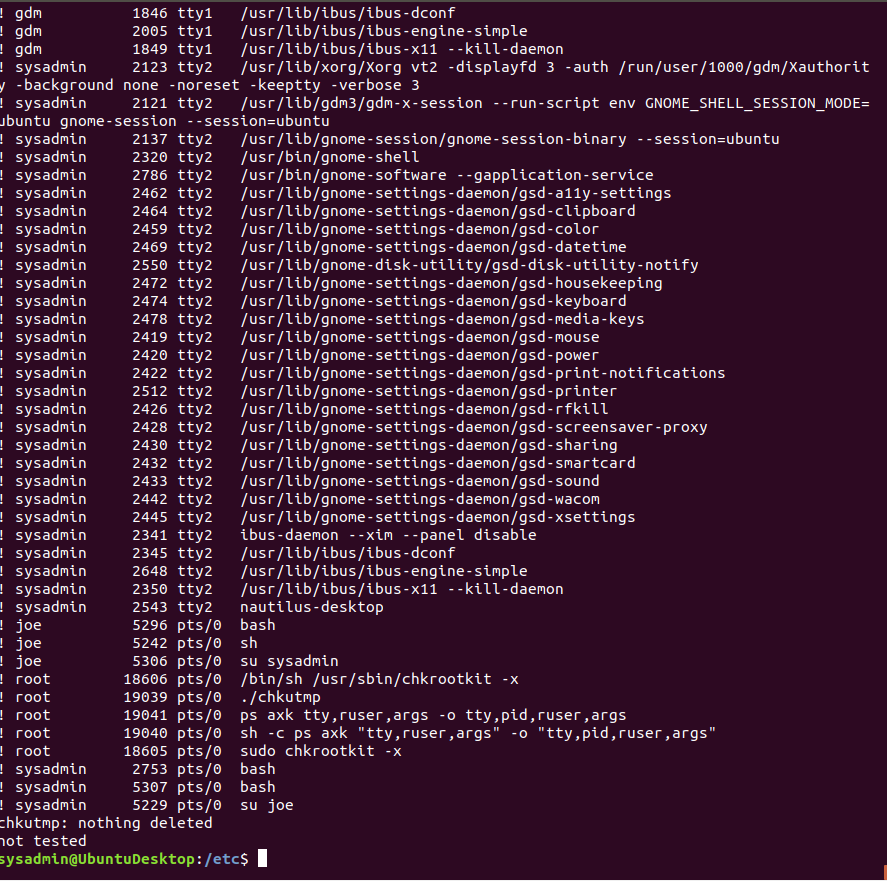 ! gdm          1846 tty1   /usr/lib/ibus/ibus-dconf
! gdm          2005 tty1   /usr/lib/ibus/ibus-engine-simple
! gdm          1849 tty1   /usr/lib/ibus/ibus-x11 --kill-daemon
! sysadmin     2123 tty2   /usr/lib/xorg/Xorg vt2 -displayfd 3 -auth /run/user/1000/gdm/Xauthorit
y -background none -noreset -keeptty -verbose 3
! sysadmin     2121 tty2   /usr/lib/gdm3/gdm-x-session --run-script env GNOME_SHELL_SESSION_MODE=
ubuntu gnome-session --session=ubuntu
! sysadmin     2137 tty2   /usr/lib/gnome-session/gnome-session-binary --session=ubuntu
! sysadmin     2320 tty2   /usr/bin/gnome-shell
! sysadmin     2786 tty2   /usr/bin/gnome-software --gapplication-service
! sysadmin     2462 tty2   /usr/lib/gnome-settings-daemon/gsd-a11y-settings
! sysadmin     2464 tty2   /usr/lib/gnome-settings-daemon/gsd-clipboard
! sysadmin     2459 tty2   /usr/lib/gnome-settings-daemon/gsd-color
! sysadmin     2469 tty2   /usr/lib/gnome-settings-daemon/gsd-datetime
! sysadmin     2550 tty2   /usr/lib/gnome-disk-utility/gsd-disk-utility-notify
! sysadmin     2472 tty2   /usr/lib/gnome-settings-daemon/gsd-housekeeping
! sysadmin     2474 tty2   /usr/lib/gnome-settings-daemon/gsd-keyboard
! sysadmin     2478 tty2   /usr/lib/gnome-settings-daemon/gsd-media-keys
! sysadmin     2419 tty2   /usr/lib/gnome-settings-daemon/gsd-mouse
! sysadmin     2420 tty2   /usr/lib/gnome-settings-daemon/gsd-power
! sysadmin     2422 tty2   /usr/lib/gnome-settings-daemon/gsd-print-notifications
! sysadmin     2512 tty2   /usr/lib/gnome-settings-daemon/gsd-printer
! sysadmin     2426 tty2   /usr/lib/gnome-settings-daemon/gsd-rfkill
! sysadmin     2428 tty2   /usr/lib/gnome-settings-daemon/gsd-screensaver-proxy
! sysadmin     2430 tty2   /usr/lib/gnome-settings-daemon/gsd-sharing
! sysadmin     2432 tty2   /usr/lib/gnome-settings-daemon/gsd-smartcard
! sysadmin     2433 tty2   /usr/lib/gnome-settings-daemon/gsd-sound
! sysadmin     2442 tty2   /usr/lib/gnome-settings-daemon/gsd-wacom
! sysadmin     2445 tty2   /usr/lib/gnome-settings-daemon/gsd-xsettings
! sysadmin     2341 tty2   ibus-daemon --xim --panel disable
! sysadmin     2345 tty2   /usr/lib/ibus/ibus-dconf
! sysadmin     2648 tty2   /usr/lib/ibus/ibus-engine-simple
! sysadmin     2350 tty2   /usr/lib/ibus/ibus-x11 --kill-daemon
! sysadmin     2543 tty2   nautilus-desktop
! joe          5296 pts/0  bash
! joe          5242 pts/0  sh
! joe          5306 pts/0  su sysadmin
! root        18606 pts/0  /bin/sh /usr/sbin/chkrootkit -x
! root        19039 pts/0  ./chkutmp
! root        19041 pts/0  ps axk tty,ruser,args -o tty,pid,ruser,args
! root        19040 pts/0  sh -c ps axk "tty,ruser,args" -o "tty,pid,ruser,args"
! root        18605 pts/0  sudo chkrootkit -x
! sysadmin     2753 pts/0  bash
! sysadmin     5307 pts/0  bash
! sysadmin     5229 pts/0  su joe
chkutmp: nothing deleted
not tested
sysadmin@UbuntuDesktop:/etc$